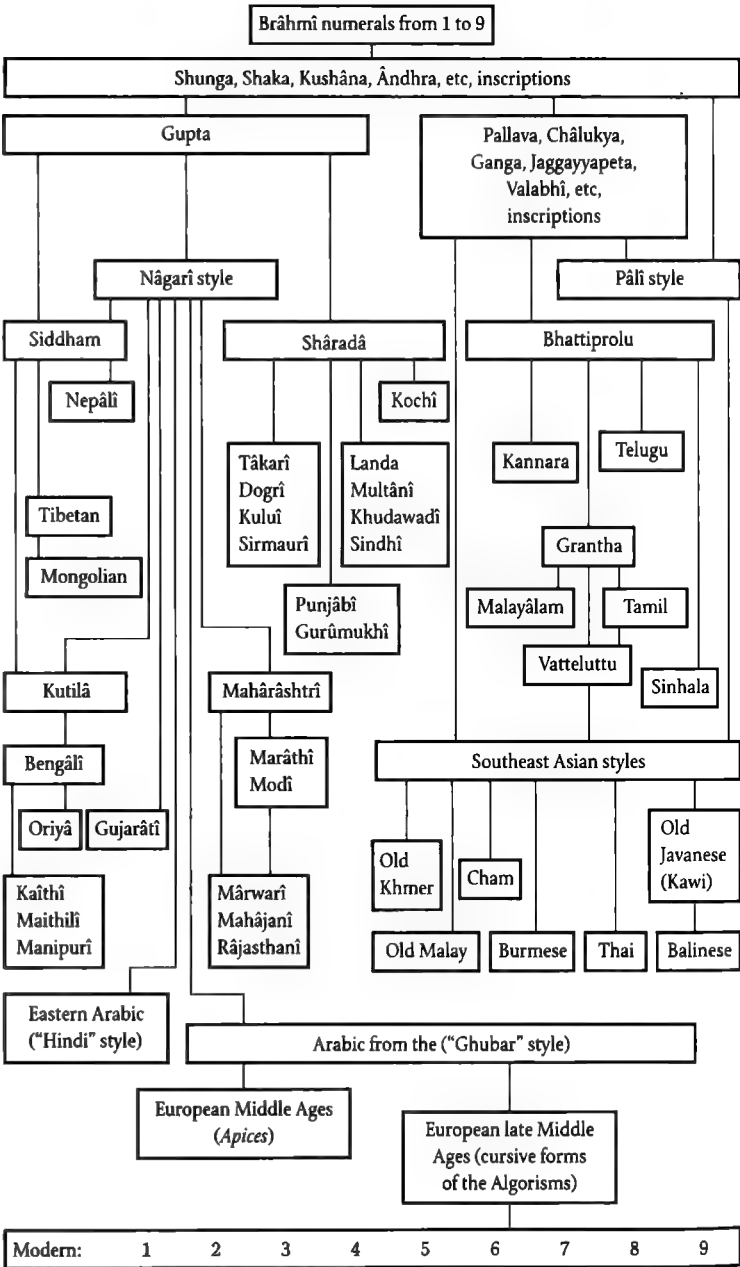 Brâhmî numerals from 1 to 9
Shunga, Shaka, Kushâna, Ândhra, etc, inscriptions
Gupta
Pallava, Châlukya,
Ganga, Jaggayyapeta,
Valabhî, etc,
inscriptions
Nâgarî style
Pâlî style
Siddham
Shâradâ
Bhattiprolu
Nepâlî
Kochî
Tâkarî
Dogrî
Kuluî
Sirmaurî
Landa
Multânî
Khudawadî
Sindhî
Kannara
Telugu
Tibetan
Mongolian
Grantha
Punjâbî
Gurûmukhî
Malayâlam
Tamil
Vatteluttu
Kutilâ
Mahârâshtrî
Sinhala
Bengâlî
Marâthî
Modî
Southeast Asian styles
Oriyâ
Gujarâtî
Old
Khmer
Cham
Old
Javanese
(Kawi)
Kaîthî
Maithilî
Manipurî
Mârwarî
Mahâjanî
Râjasthanî
Old Malay
Burmese
Thai
Balinese
Eastern Arabic
("Hindi" style)
Arabic from the ("Ghubar" style)
European Middle Ages
(Apices)
European late Middle
Ages (cursive forms
of the Algorisms)
Modern: 1 2 3 4 5 6 7 8 9